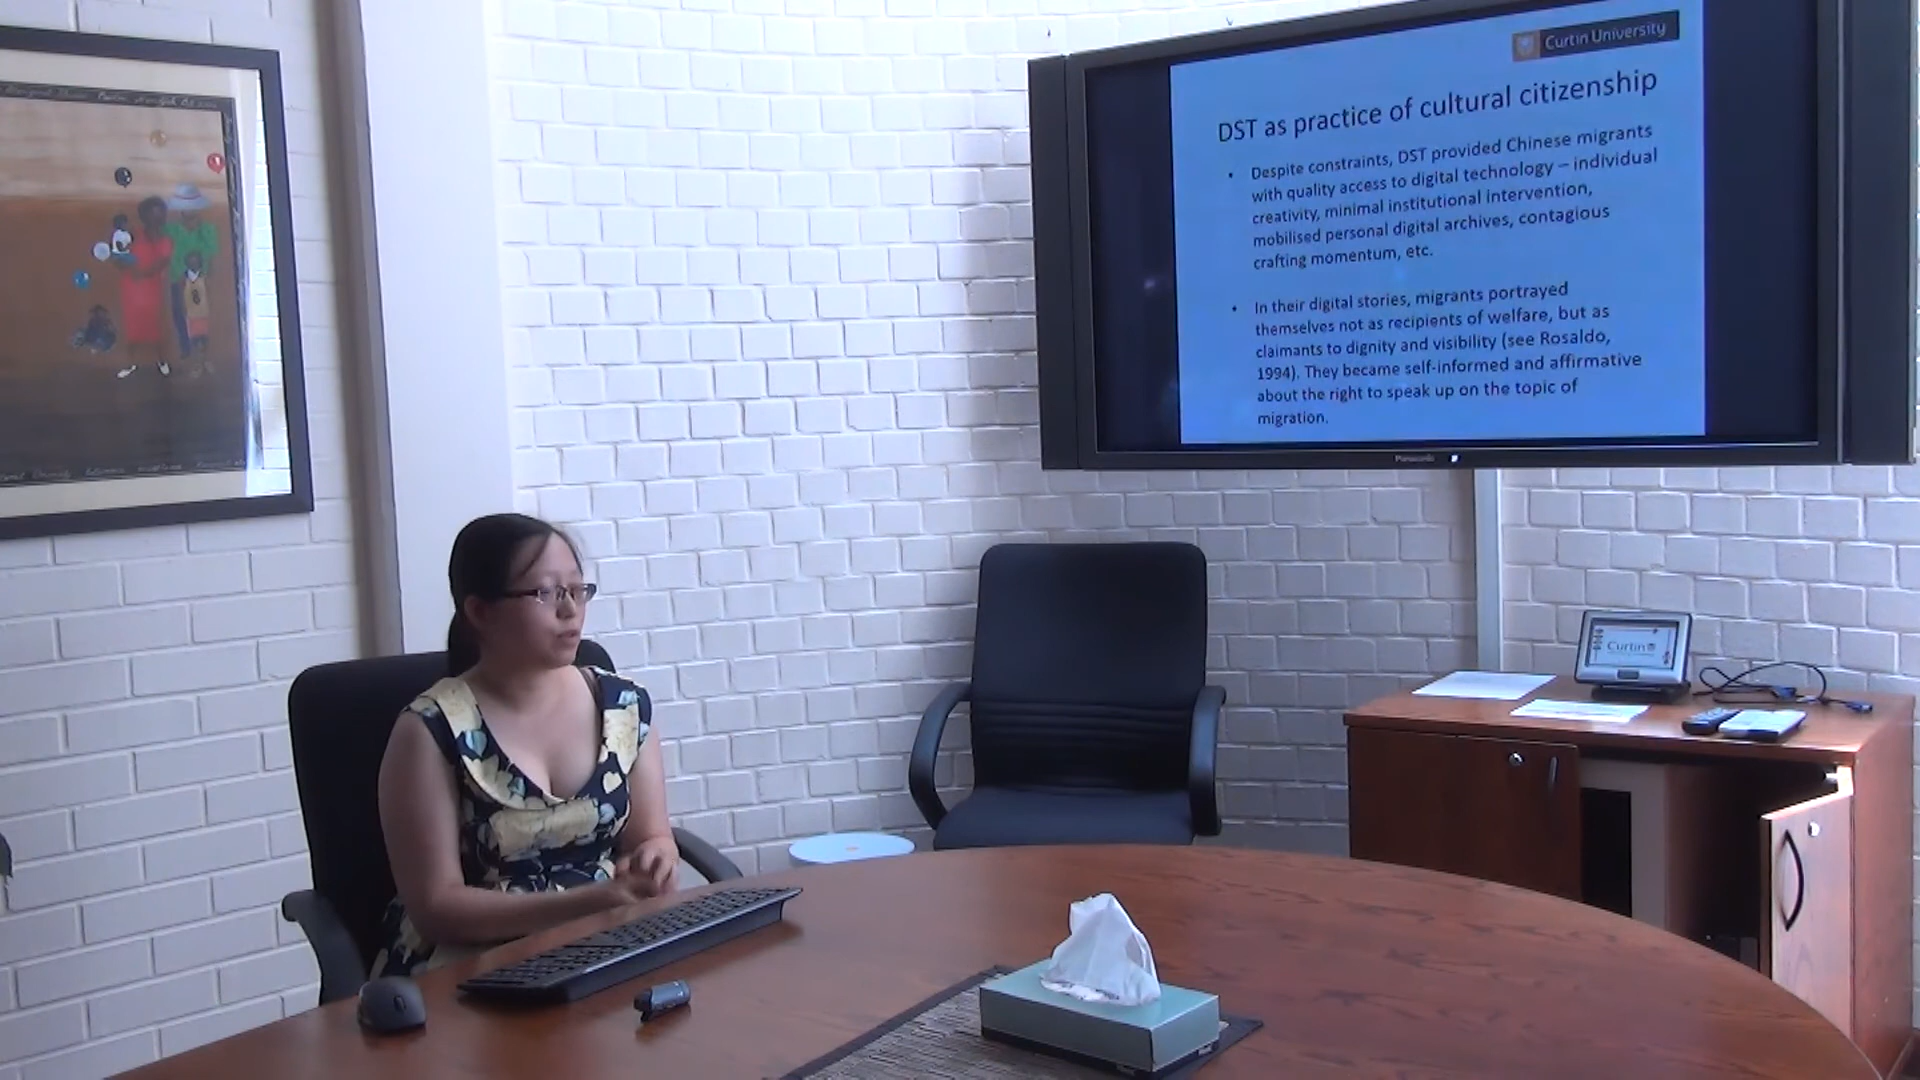 Curtin University
DST as practice of cultural citizenship
• Despite constraints, DST provided Chinese migrants
with quality access to digital technology – individual
creativity, minimal institutional intervention,
mobilised personal digital archives, contagious
crafting momentum, etc.
• In their digital stories, migrants portrayed
themselves not as recipients of welfare, but as
claimants to dignity and visibility (see Rosaldo,
1994). They became self-informed and affirmative
about the right to speak up on the topic of
migration.
Panasonic
Curtin